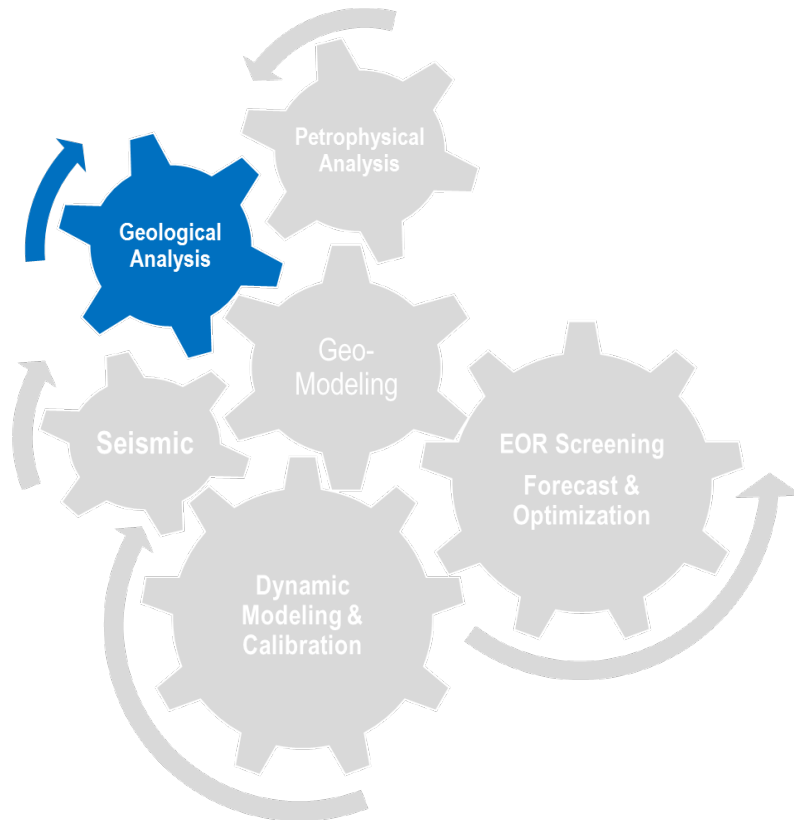 Petrophysical
Analysis
Geological
Analysis
Geo-
Modeling
Seismic
EOR Screening
Forecast &
Optimization
Dynamic
Modeling &
Calibration